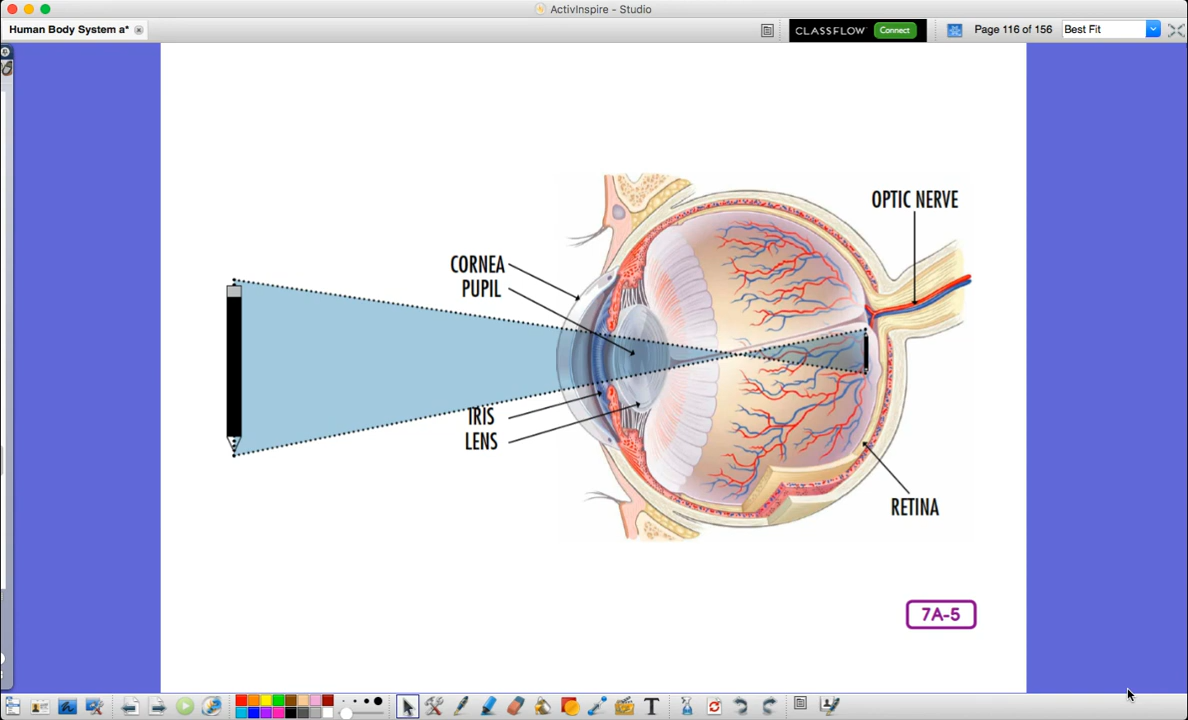 ActivInspire - Studio
Human Body System a*
CLASSFLOW Connect
Page 116 of 156
Best Fit
OPTIC NERVE
CORNEA
PUPIL
IRIS
LENS
RETINA
7A-5
T